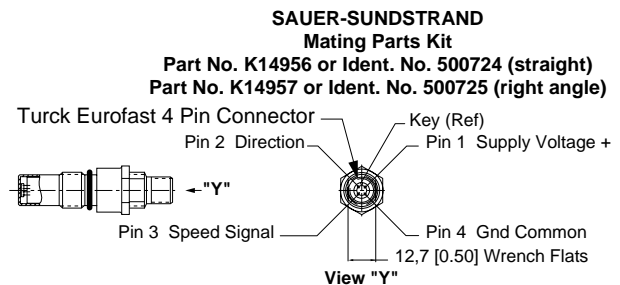 SAUER-SUNDSTRAND
Mating Parts Kit
Part No. K14956 or Ident. No. 500724 (straight)
Part No. K14957 or Ident. No. 500725 (right angle)
Turck Eurofast 4 Pin Connector
Key (Ref)
Pin 2 Direction
Pin 1 Supply Voltage +
"Y"
Pin 3 Speed Signal
Pin 4 Gnd Common
12,7 [0.50] Wrench Flats
View "Y"